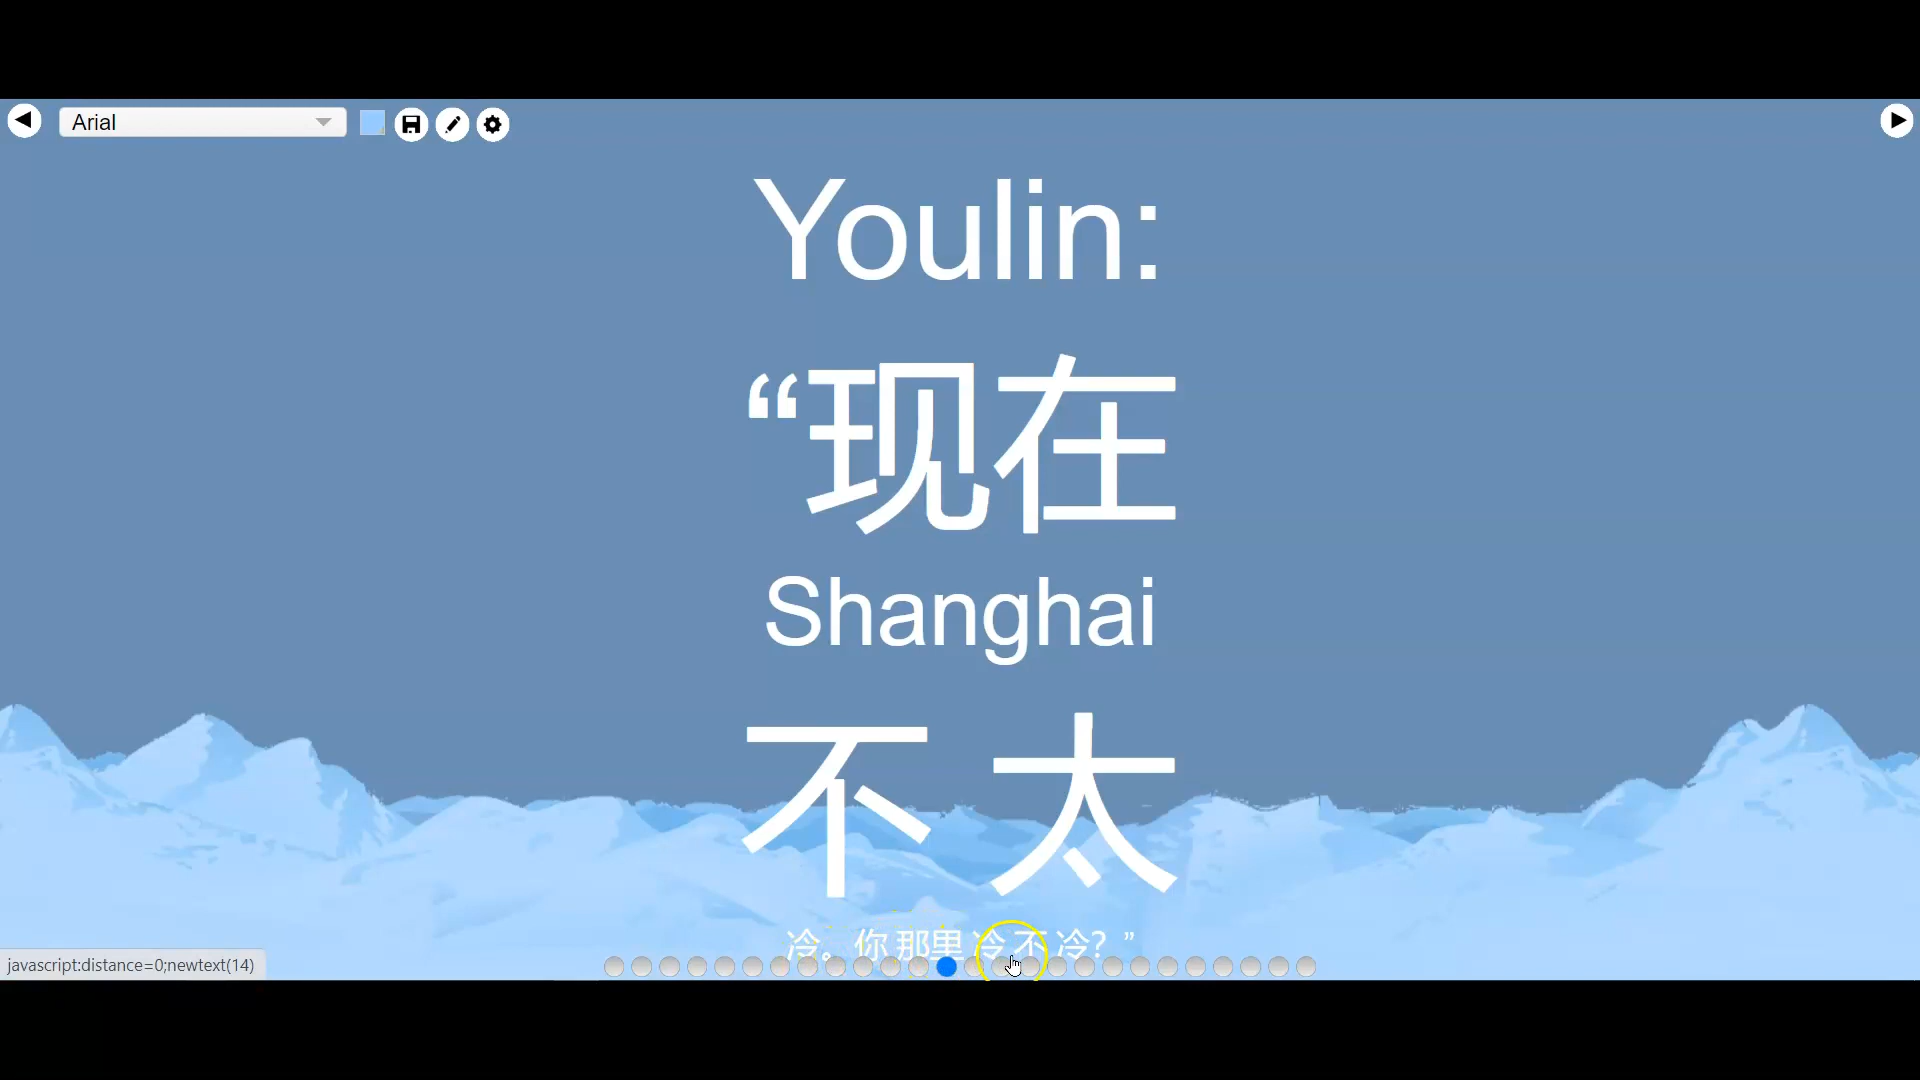 Arial
Youlin:
“现在
Shanghai
不 太
冷。你那里冷不冷？”
javascript:distance=0;newtext(14)